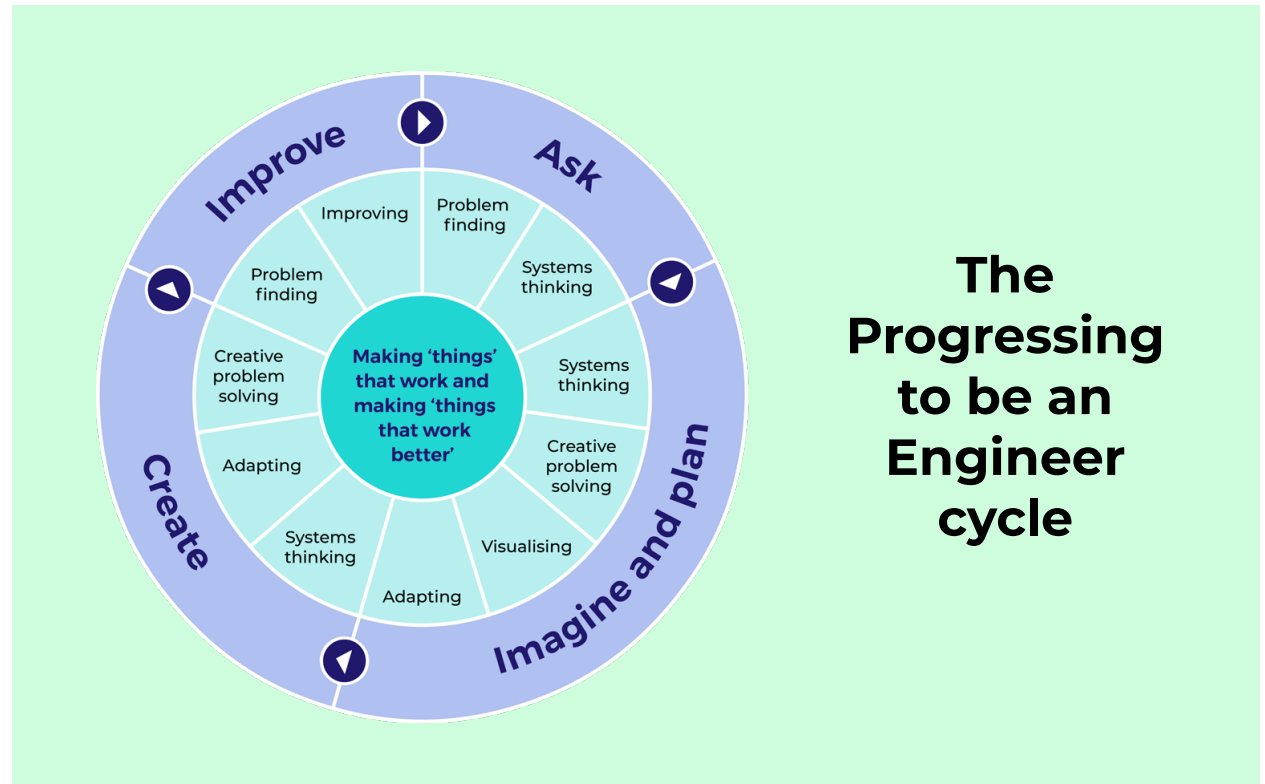 Improve
Ask
Imagine and plan
Create
Improving
Problem
finding
Systems
thinking
Systems
thinking
Creative
problem
solving
Visualising
Adapting
Systems
thinking
Adapting
Creative
problem
solving
Problem
finding
Making ‘things’
that work and
making ‘things
that work
better’
The
Progressing
to be an
Engineer
cycle